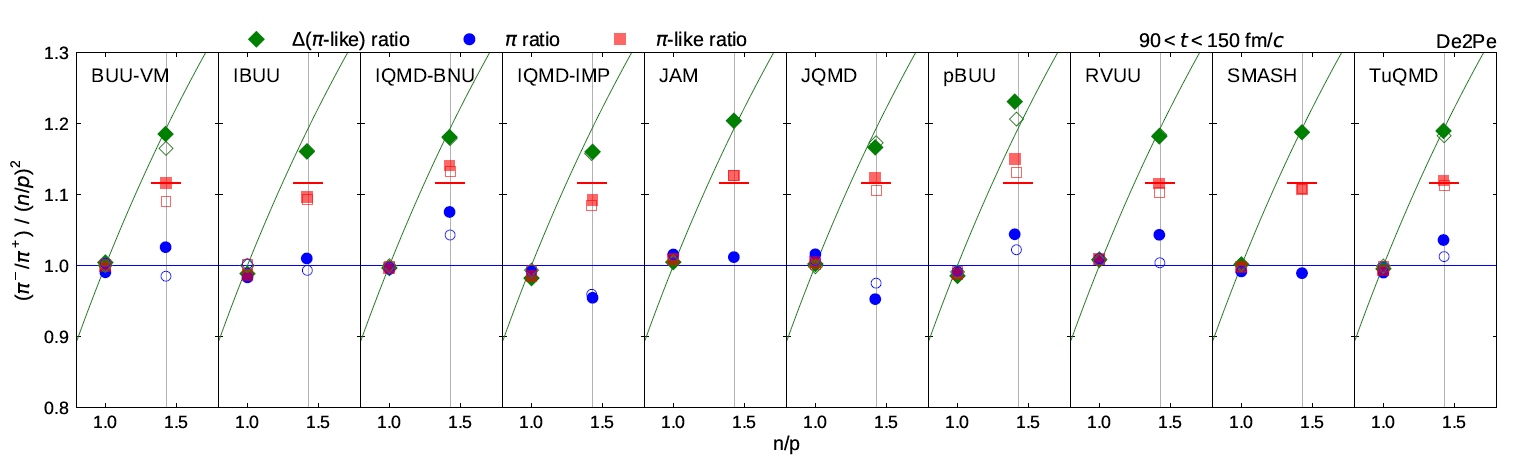 Δ(π-like) ratio π ratio π-like ratio 90 < t < 150 fm/c De2Pe
BUU-VM IBUU IQMD-BNU IQMD-IMP JAM JQMD pBUU RVUU SMASH TuQMD
(π⁻/π⁺) / (n/p)²
1.3
1.2
1.1
1.0
0.9
0.8
1.0 1.5 1.0 1.5 1.0 1.5 1.0 1.5 1.0 1.5 1.0 1.5 1.0 1.5 1.0 1.5 1.0 1.5 1.0 1.5
n/p